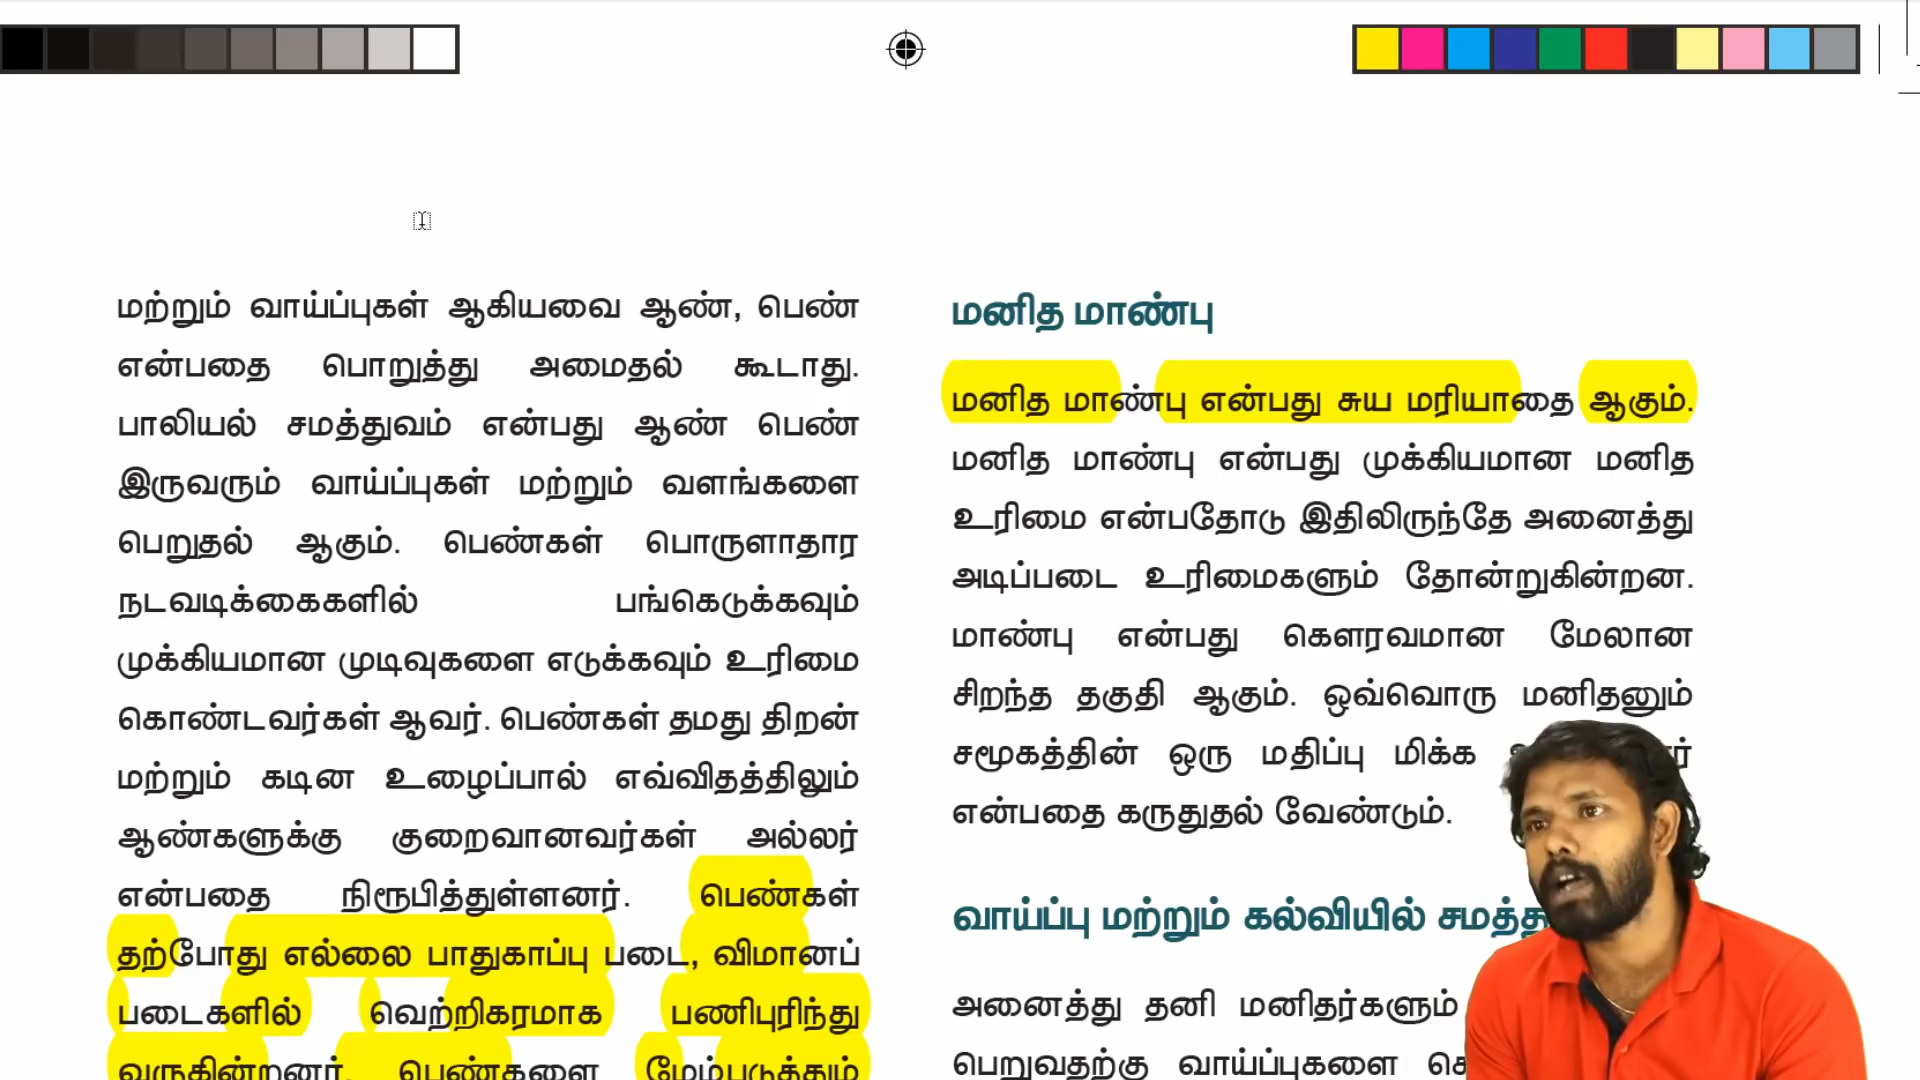 மற்றும் வாய்ப்புகள் ஆகியவை ஆண், பெண்
என்பதை பொறுத்து அமைதல் கூடாது.
பாலியல் சமத்துவம் என்பது ஆண் பெண்
இருவரும் வாய்ப்புகள் மற்றும் வளங்களை
பெறுதல் ஆகும். பெண்கள் பொருளாதார
நடவடிக்கைகளில் பங்கெடுக்கவும்
முக்கியமான முடிவுகளை எடுக்கவும் உரிமை
கொண்டவர்கள் ஆவர். பெண்கள் தமது திறன்
மற்றும் கடின உழைப்பால் எவ்விதத்திலும்
ஆண்களுக்கு குறைவானவர்கள் அல்லர்
என்பதை நிரூபித்துள்ளனர். பெண்கள்
தற்போது எல்லை பாதுகாப்பு படை, விமானப்
படைகளில் வெற்றிகரமாக பணிபுரிந்து
வருகின்றனர். பெண்களை மேம்படுத்தும்
மனித மாண்பு
மனித மாண்பு என்பது சுய மரியாதை ஆகும்.
மனித மாண்பு என்பது முக்கியமான மனித
உரிமை என்பதோடு இதிலிருந்தே அனைத்து
அடிப்படை உரிமைகளும் தோன்றுகின்றன.
மாண்பு என்பது கௌரவமான மேலான
சிறந்த தகுதி ஆகும். ஒவ்வொரு மனிதனும்
சமூகத்தின் ஒரு மதிப்பு மிக்க
என்பதை கருதுதல் வேண்டும்.
வாய்ப்பு மற்றும் கல்வியில்
அனைத்து தனி மனிதர்களும்
பெறுவதற்கு வாய்ப்புகளை